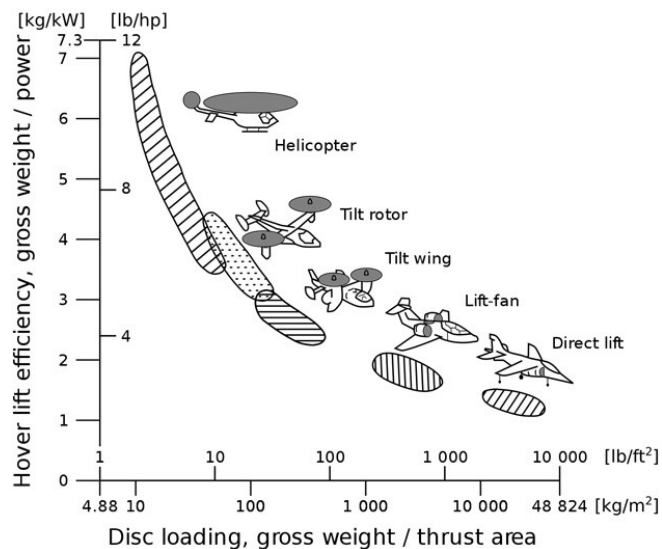 [kg/kW] [lb/hp]
7.3 12
7
6
5
8
4
3
4
2
1
0
Hover lift efficiency, gross weight / power
Helicopter
Tilt rotor
Tilt wing
Lift-fan
Direct lift
1 10 100 1 000 10 000 [lb/ft²]
4.88 10 100 1 000 10 000 48 824 [kg/m²]
Disc loading, gross weight / thrust area